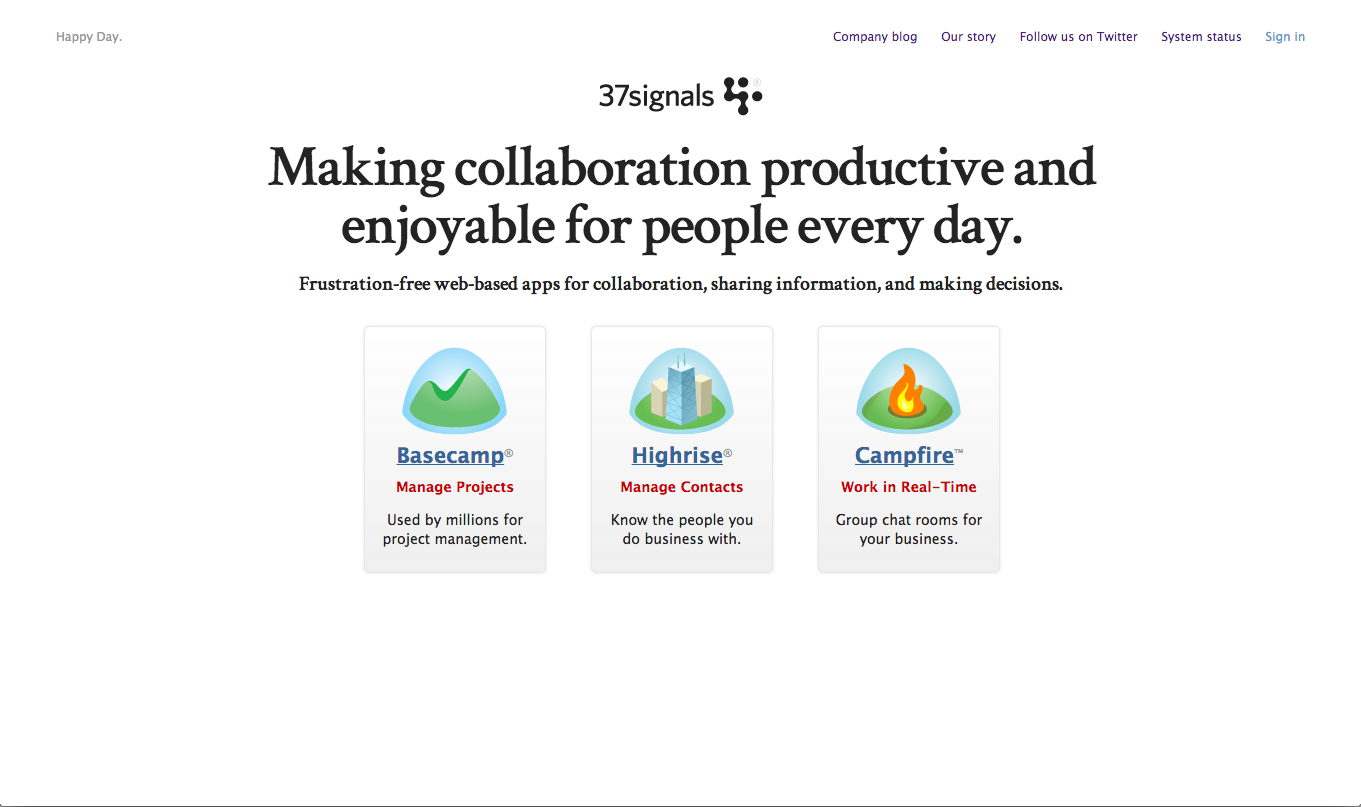 Happy Day.
Company blog Our story Follow us on Twitter System status Sign in
37signals ®
Making collaboration productive and
enjoyable for people every day.
Frustration-free web-based apps for collaboration, sharing information, and making decisions.
Basecamp®
Manage Projects
Used by millions for
project management.
Highrise®
Manage Contacts
Know the people you
do business with.
Campfire™
Work in Real-Time
Group chat rooms for
your business.